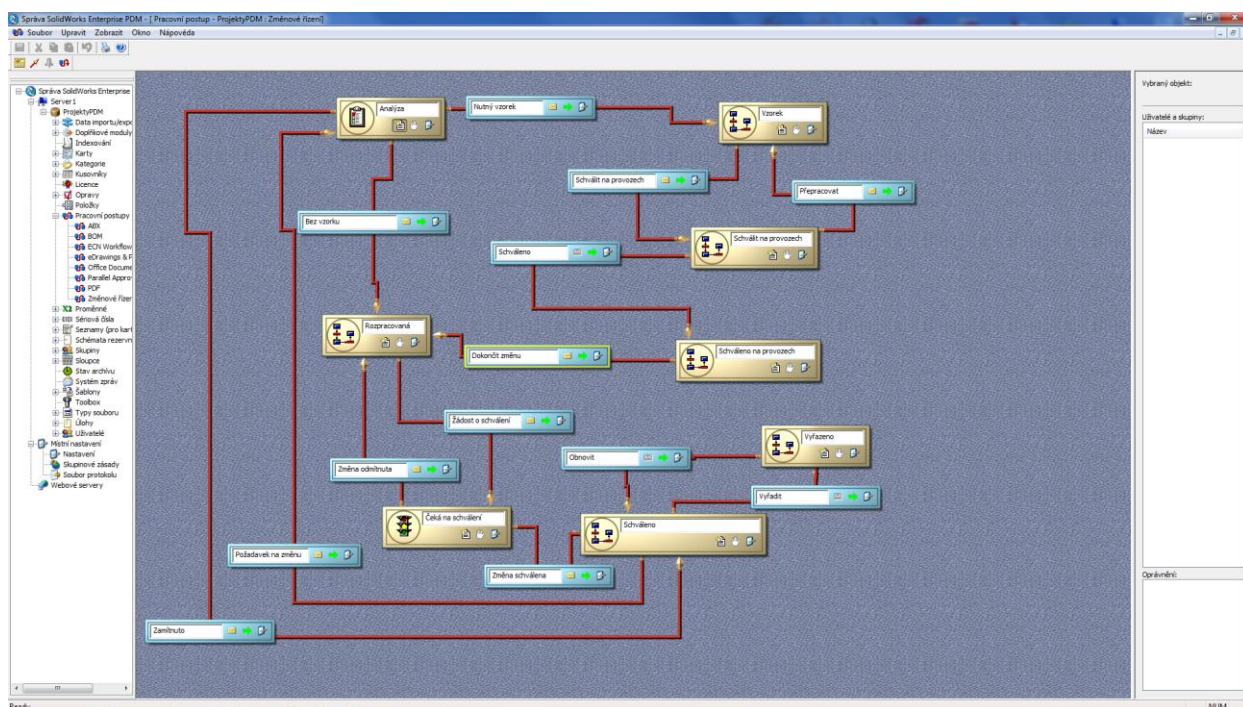 Správa SolidWorks Enterprise PDM - [ Pracovní postup - ProjektyPDM : Změnové řízení]
Soubor Upravit Zobrazit Okno Nápověda
Správa SolidWorks Enterprise
Server1
ProjektyPDM
Data importu/expo
Doplňkové moduly
Indexování
Karty
Kategorie
Kusovníky
Licence
Opravy
Položky
Pracovní postupy
ABX
BOM
ECN Workflow
eDrawings & P
Office Docume
Parallel Appro
PDF
Změnové řízer
Proměnné
Sériová čísla
Seznamy (pro kart
Schémata rezervn
Skupiny
Sloupce
Stav archívu
Systém zpráv
Šablony
Toolbox
Typy souboru
Úlohy
Uživatelé
Místní nastavení
Nastavení
Skupinové zásady
Soubor protokolu
Webové servery
Analýza
Nutný vzorek
Vzorek
Schválit na provozech
Přepracovat
Bez vzorku
Schválit na provozech
Schváleno
Rozpracovaná
Dokončit změnu
Schváleno na provozech
Žádost o schválení
Vyřazeno
Obnovit
Změna odmítnuta
Vyřadit
Čeká na schválení
Schváleno
Požadavek na změnu
Změna schválena
Zamítnuto
Vybraný objekt:
Uživatelé a skupiny:
Název
Oprávnění:
Ready
NUM